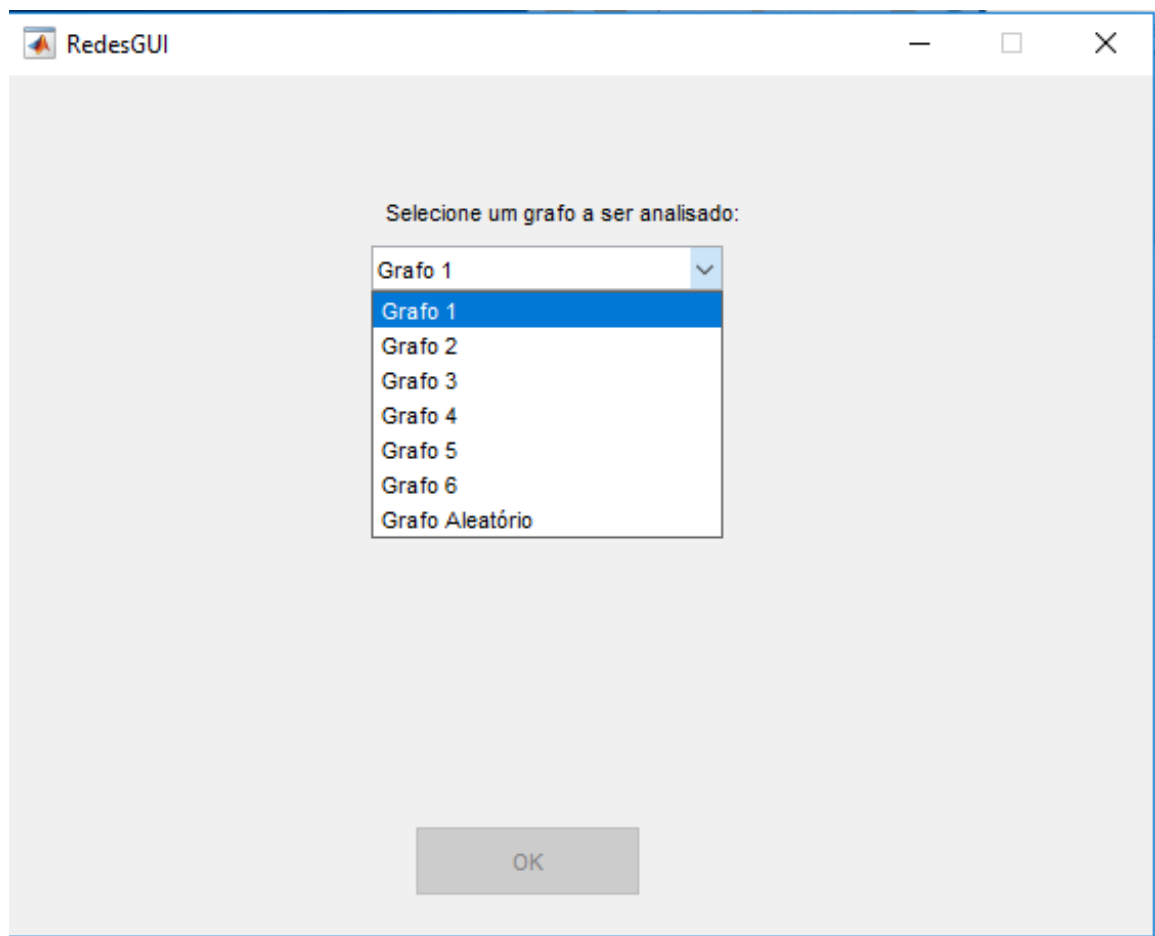 RedesGUI
Selecione um grafo a ser analisado:
Grafo 1
Grafo 1
Grafo 2
Grafo 3
Grafo 4
Grafo 5
Grafo 6
Grafo Aleatório
OK